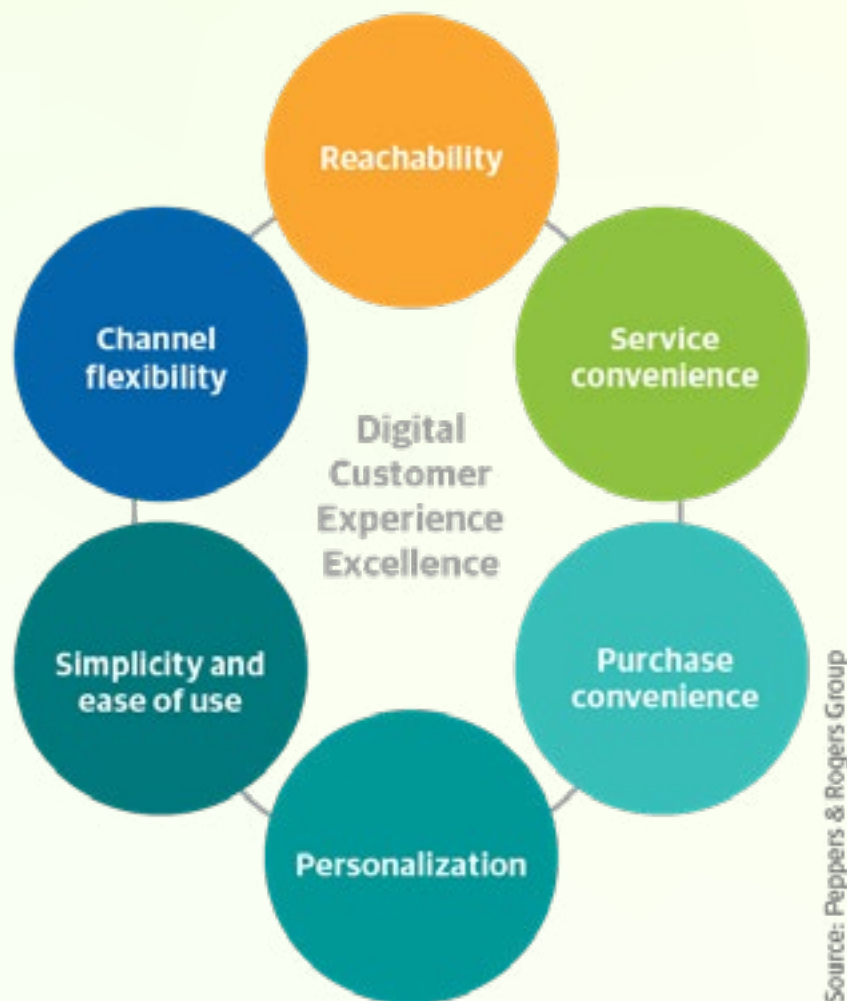 Reachability
Service
convenience
Purchase
convenience
Personalization
Simplicity and
ease of use
Channel
flexibility
Digital
Customer
Experience
Excellence
Source: Peppers & Rogers Group